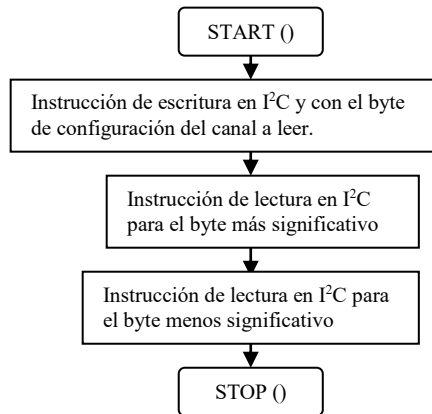 START ()
Instrucción de escritura en I²C y con el byte
de configuración del canal a leer.
Instrucción de lectura en I²C
para el byte más significativo
Instrucción de lectura en I²C para
el byte menos significativo
STOP ()